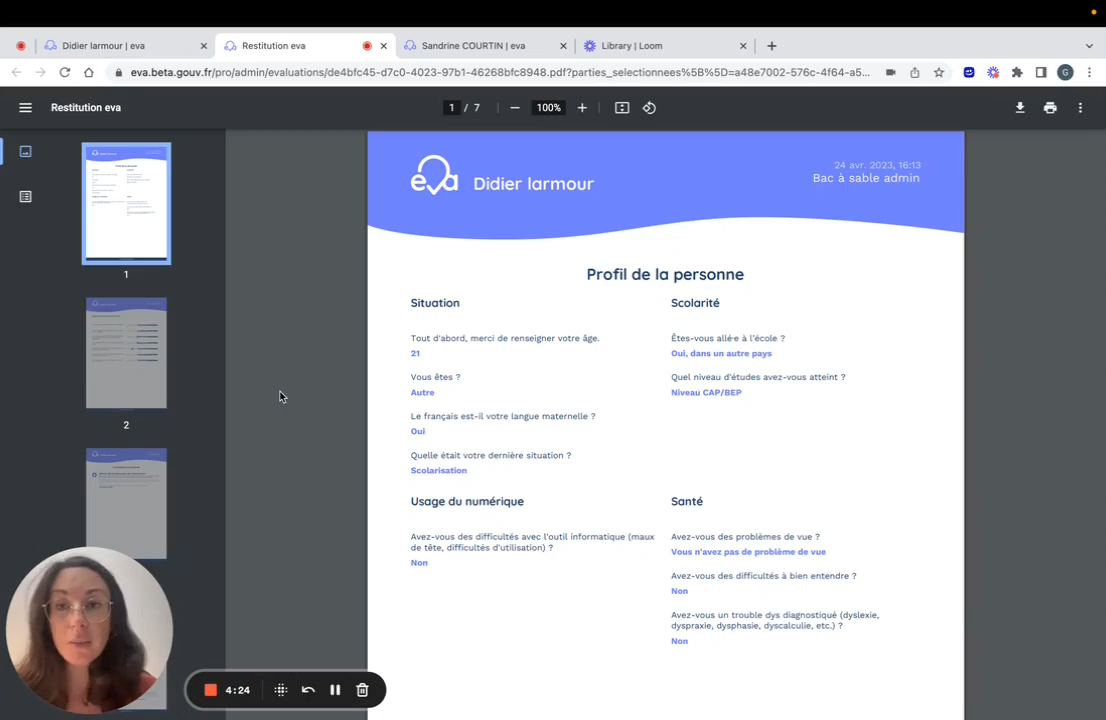 Didier larmour | eva
Restitution eva
Sandrine COURTIN | eva
Library | Loom
eva.beta.gouv.fr/pro/admin/evaluations/de4bfc45-d7c0-4023-97b1-46268bfc8948.pdf?parties_selectionnees%5B%5D=a48e7002-576c-4f64-a5...
G
Restitution eva
1 / 7
100%
1
2
eva Didier larmour
24 avr. 2023, 16:13
Bac à sable admin
Profil de la personne
Situation
Tout d'abord, merci de renseigner votre âge.
21
Vous êtes ?
Autre
Le français est-il votre langue maternelle ?
Oui
Quelle était votre dernière situation ?
Scolarisation
Scolarité
Êtes-vous allé·e à l'école ?
Oui, dans un autre pays
Quel niveau d'études avez-vous atteint ?
Niveau CAP/BEP
Usage du numérique
Avez-vous des difficultés avec l'outil informatique (maux
de tête, difficultés d'utilisation) ?
Non
Santé
Avez-vous des problèmes de vue ?
Vous n'avez pas de problème de vue
Avez-vous des difficultés à bien entendre ?
Non
Avez-vous un trouble dys diagnostiqué (dyslexie,
dyspraxie, dysphasie, dyscalculie, etc.) ?
Non
4:24